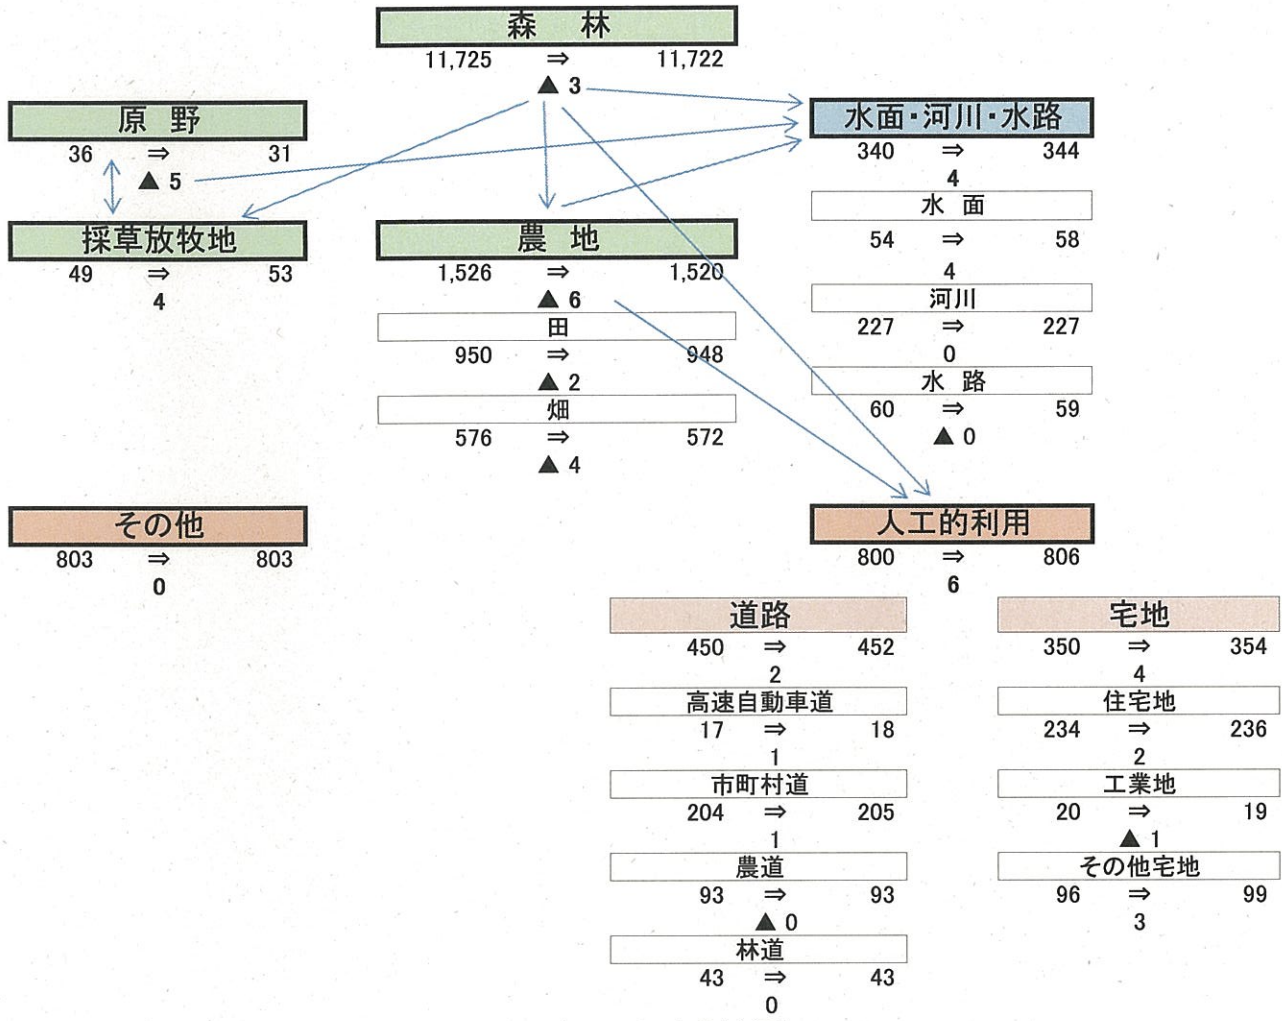 森 林
11,725 ⇒ 11,722
▲ 3
原 野
36 ⇒ 31
▲ 5
採草放牧地
49 ⇒ 53
4
農 地
1,526 ⇒ 1,520
▲ 6
田
950 ⇒ 948
▲ 2
畑
576 ⇒ 572
▲ 4
水面・河川・水路
340 ⇒ 344
4
水 面
54 ⇒ 58
4
河川
227 ⇒ 227
0
水 路
60 ⇒ 59
▲ 0
その他
803 ⇒ 803
0
人工的利用
800 ⇒ 806
6
道路
450 ⇒ 452
2
高速自動車道
17 ⇒ 18
1
市町村道
204 ⇒ 205
1
農道
93 ⇒ 93
▲ 0
林道
43 ⇒ 43
0
宅地
350 ⇒ 354
4
住宅地
234 ⇒ 236
2
工業地
20 ⇒ 19
▲ 1
その他宅地
96 ⇒ 99
3